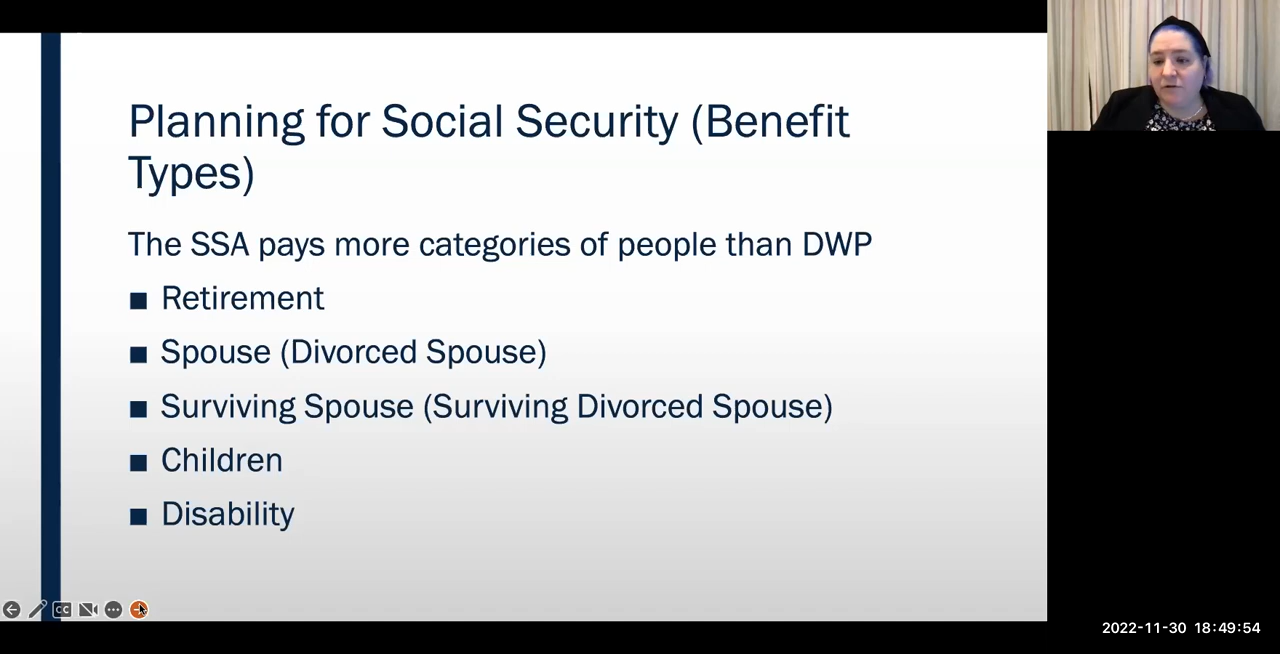 Planning for Social Security (Benefit
Types)
The SSA pays more categories of people than DWP
■ Retirement
■ Spouse (Divorced Spouse)
■ Surviving Spouse (Surviving Divorced Spouse)
■ Children
■ Disability
CC
2022-11-30 18:49:54